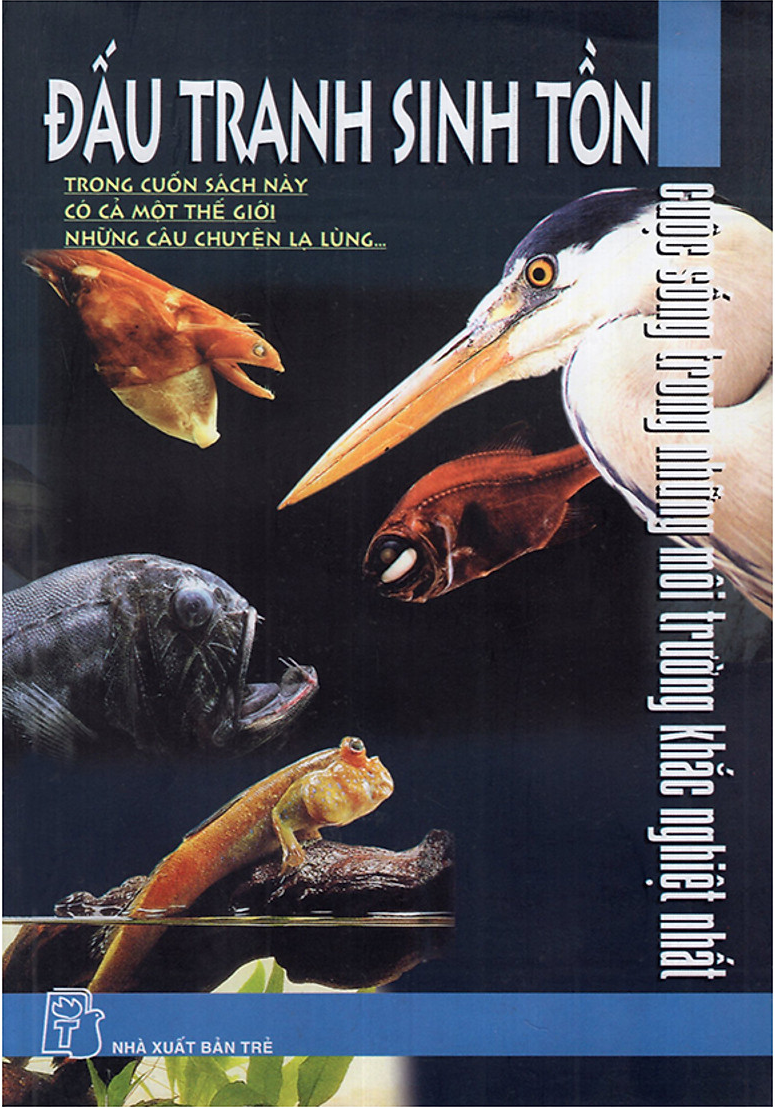 ĐẤU TRANH SINH TỒN
TRONG CUỐN SÁCH NÀY
CÓ CẢ MỘT THẾ GIỚI
NHỮNG CÂU CHUYỆN LẠ LÙNG...
Cuộc sống trong những môi trường khắc nghiệt nhất
T
NHÀ XUẤT BẢN TRẺ